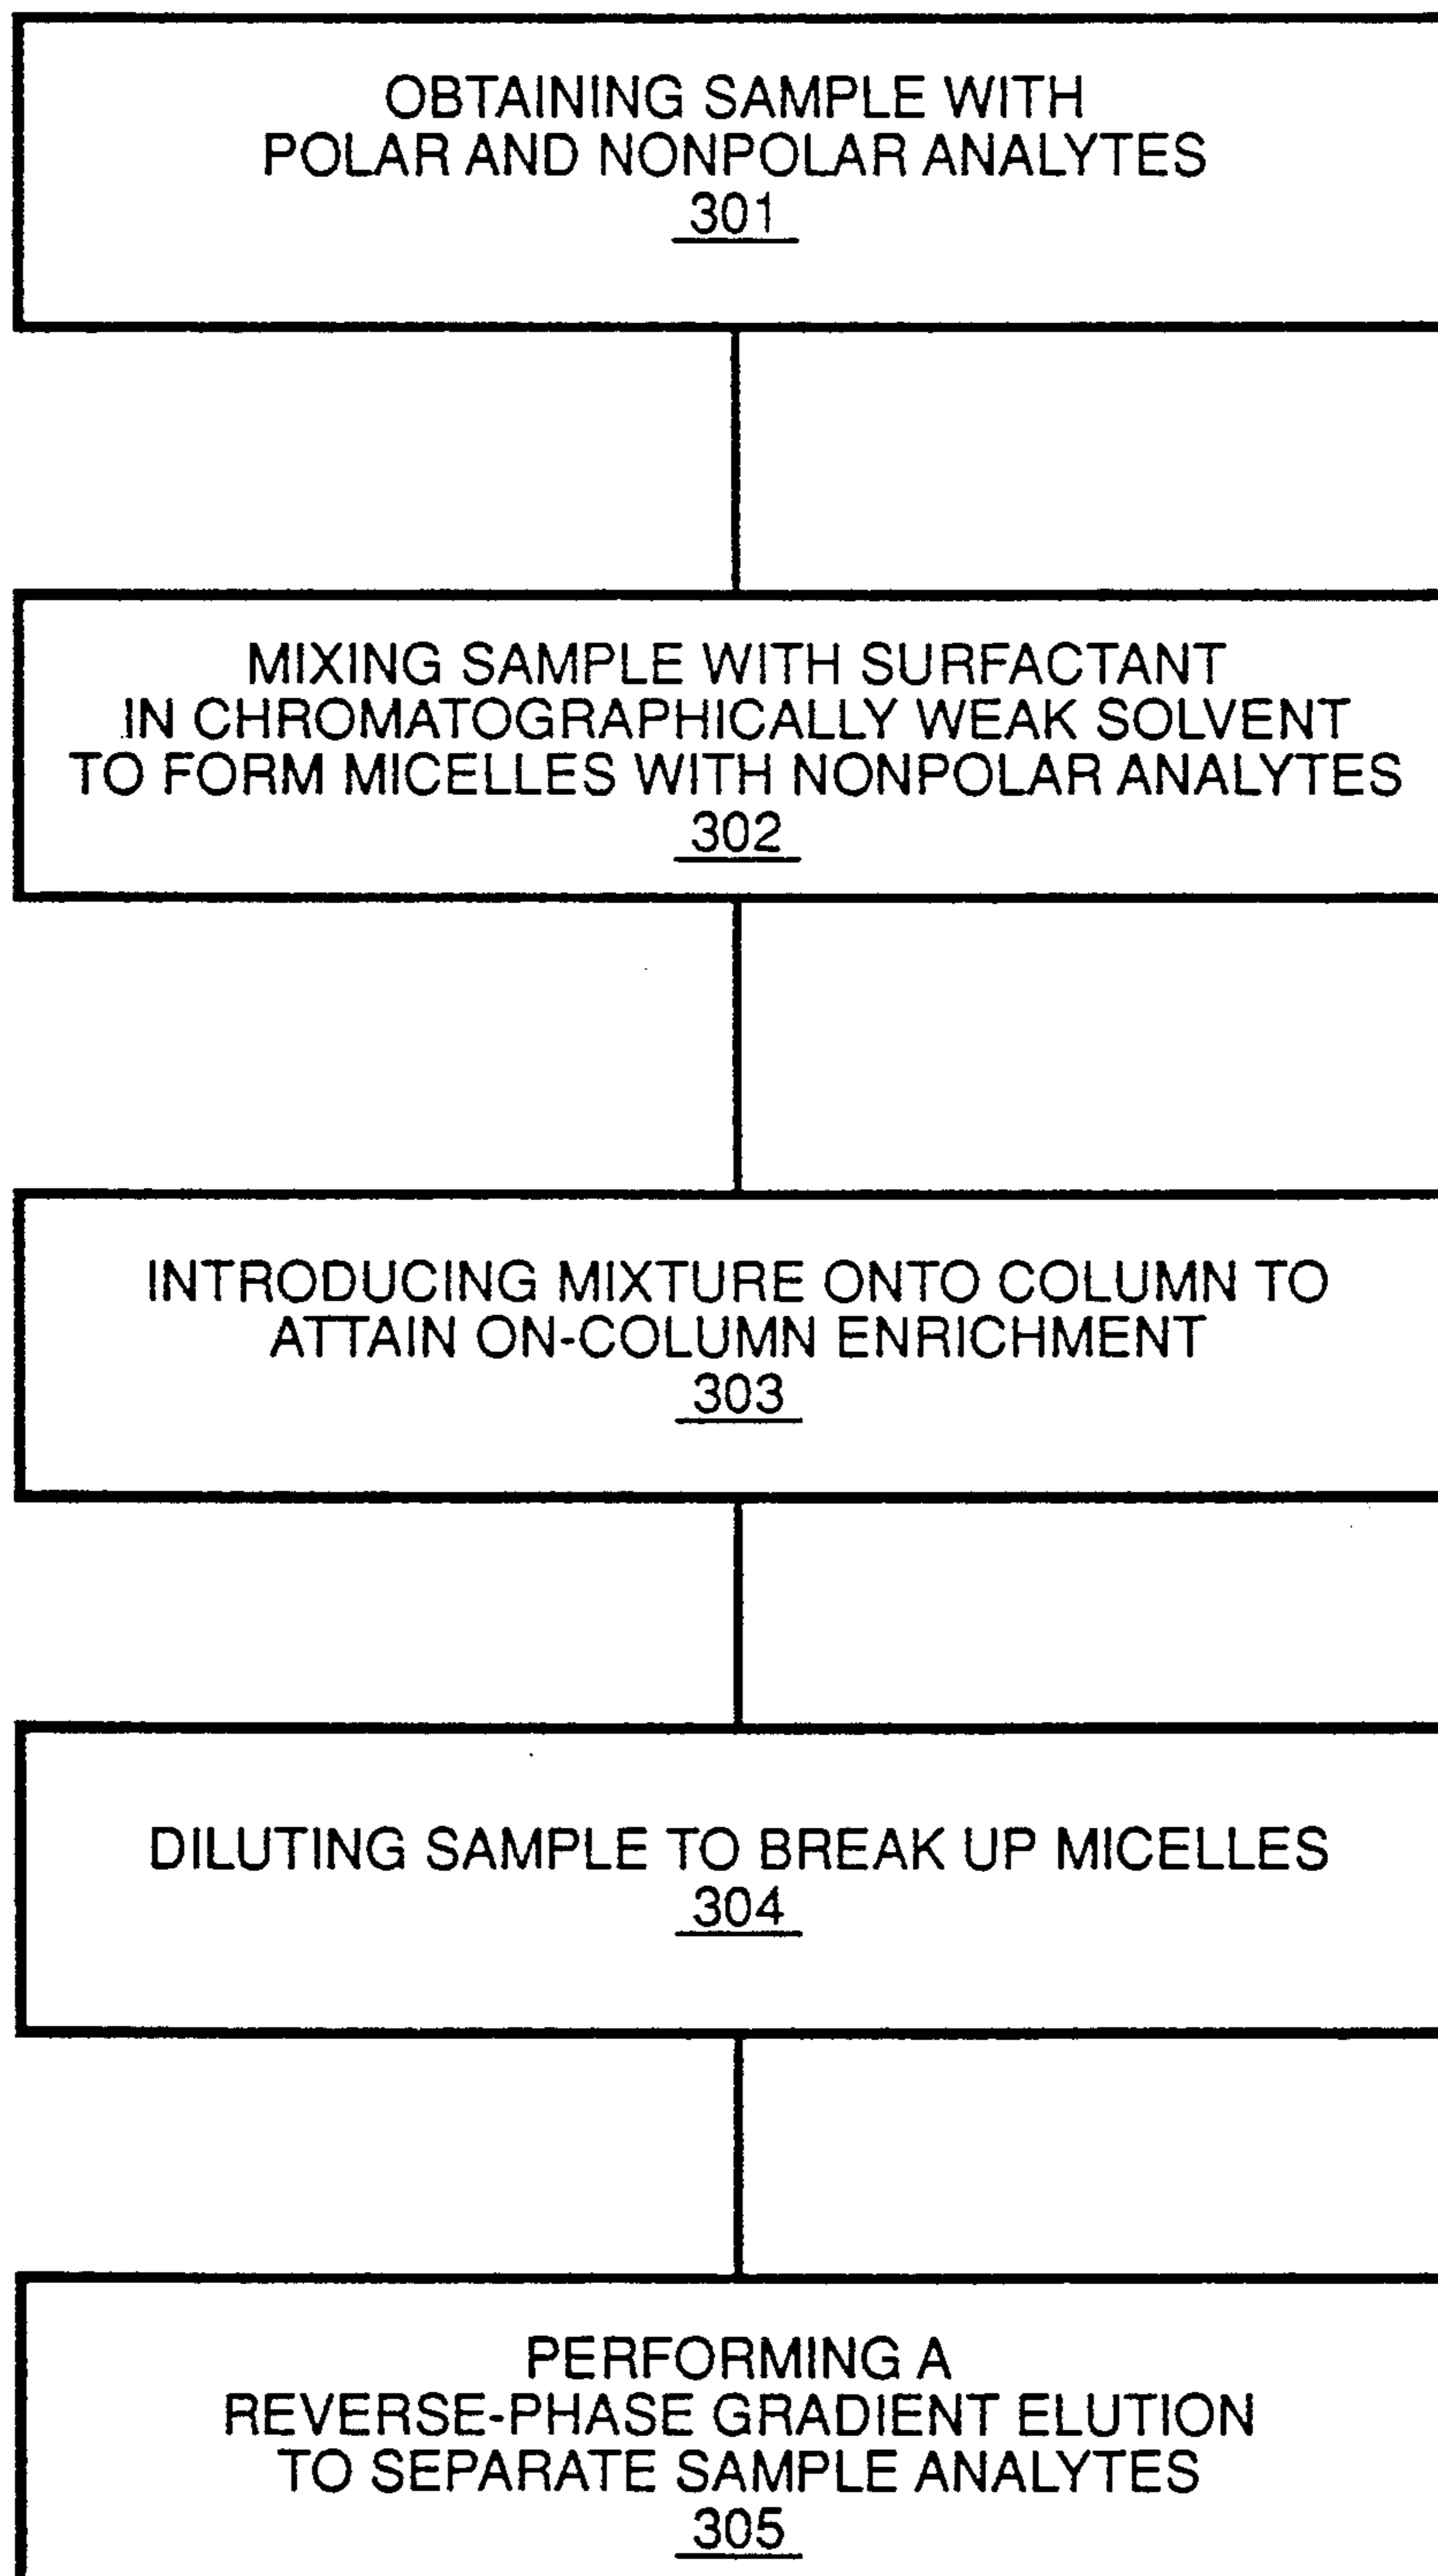 OBTAINING SAMPLE WITH
POLAR AND NONPOLAR ANALYTES
301
MIXING SAMPLE WITH SURFACTANT
IN CHROMATOGRAPHICALLY WEAK SOLVENT
TO FORM MICELLES WITH NONPOLAR ANALYTES
302
INTRODUCING MIXTURE ONTO COLUMN TO
ATTAIN ON-COLUMN ENRICHMENT
303
DILUTING SAMPLE TO BREAK UP MICELLES
304
PERFORMING A
REVERSE-PHASE GRADIENT ELUTION
TO SEPARATE SAMPLE ANALYTES
305